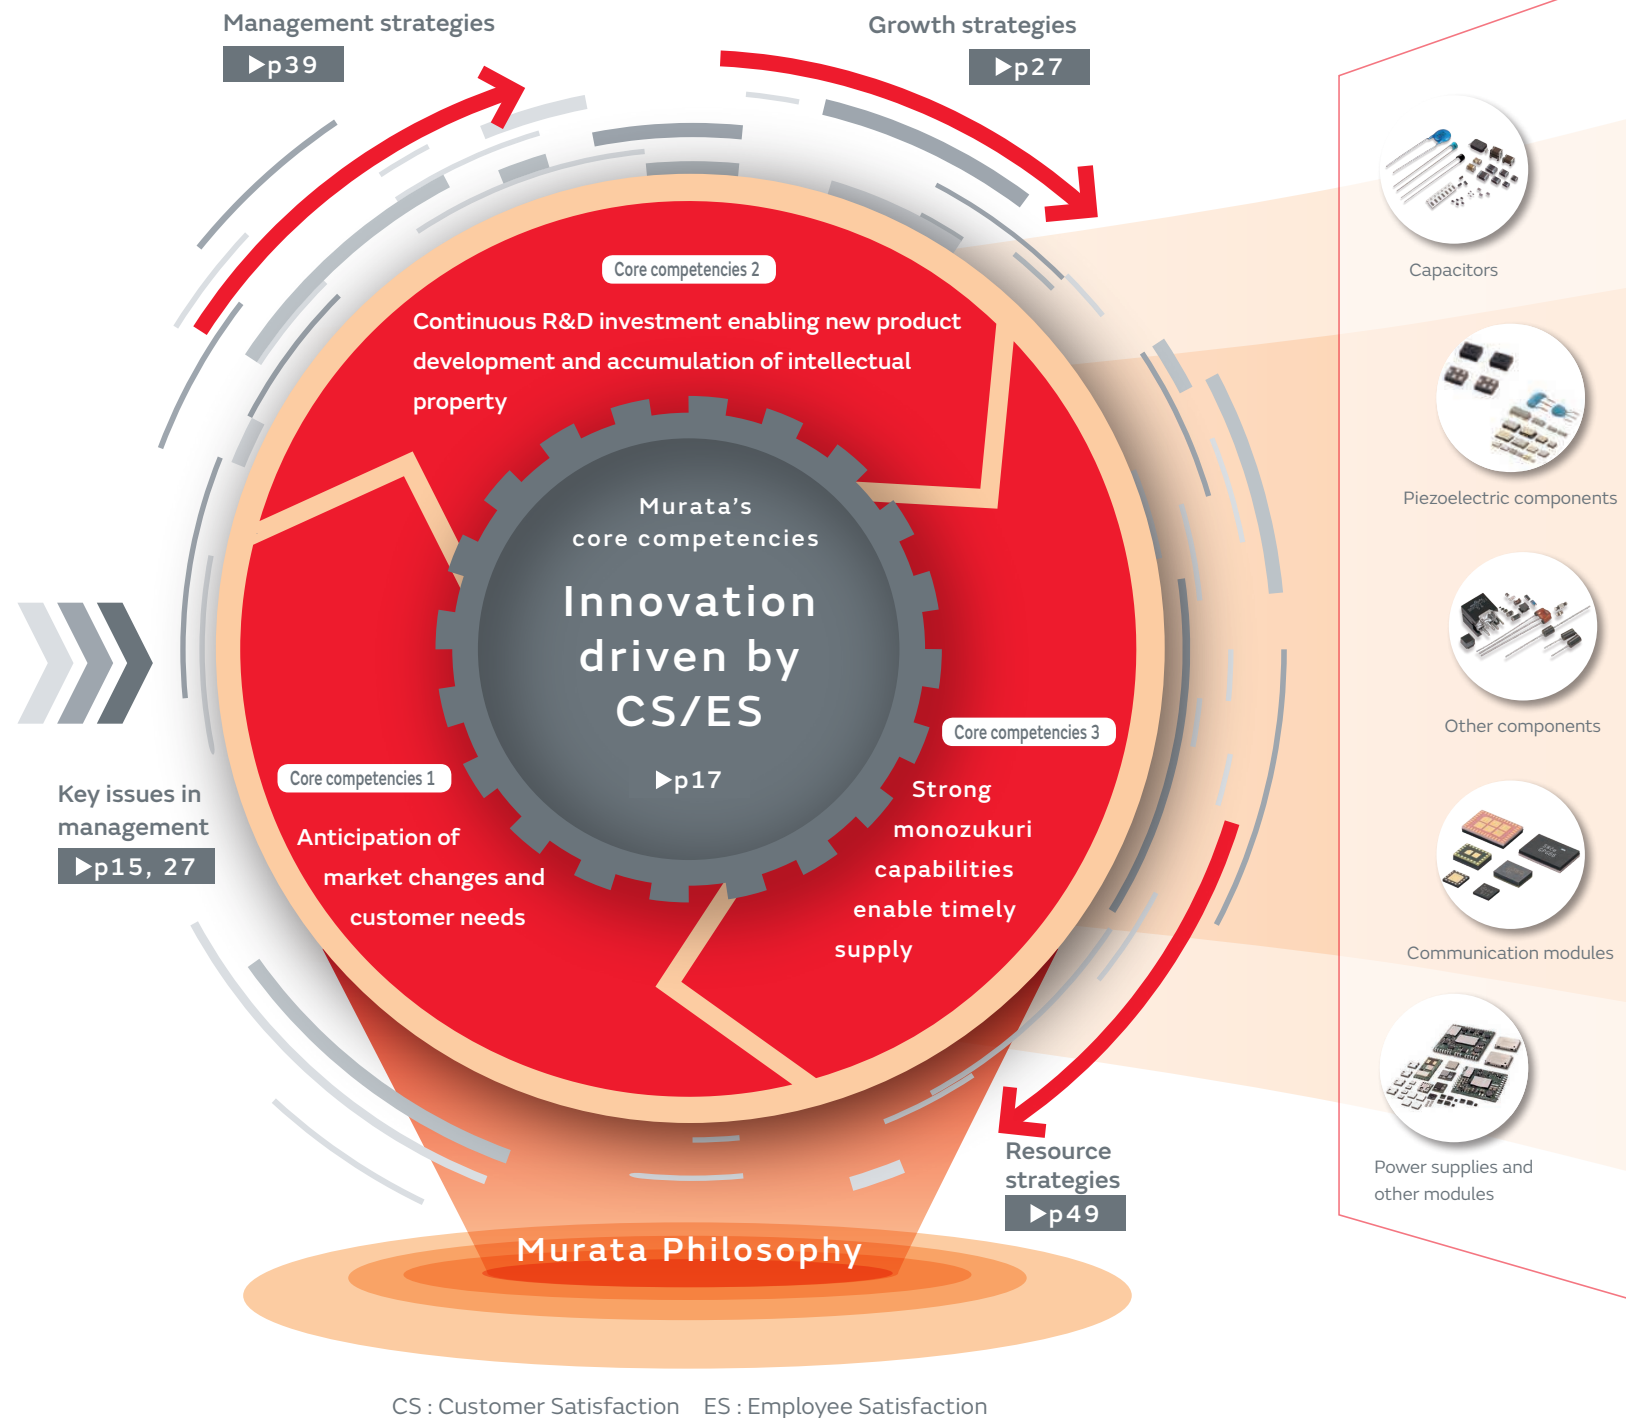 Management strategies
▶p39
Growth strategies
▶p27
Core competencies 2
Continuous R&D investment enabling new product
development and accumulation of intellectual
property
Murata’s
core competencies
Innovation
driven by
CS/ES
▶p17
Key issues in
management
▶p15, 27
Core competencies 1
Anticipation of
market changes and
customer needs
Core competencies 3
Strong
monozukuri
capabilities
enable timely
supply
Resource
strategies
▶p49
Murata Philosophy
CS : Customer Satisfaction ES : Employee Satisfaction
Capacitors
Piezoelectric components
Other components
Communication modules
Power supplies and
other modules